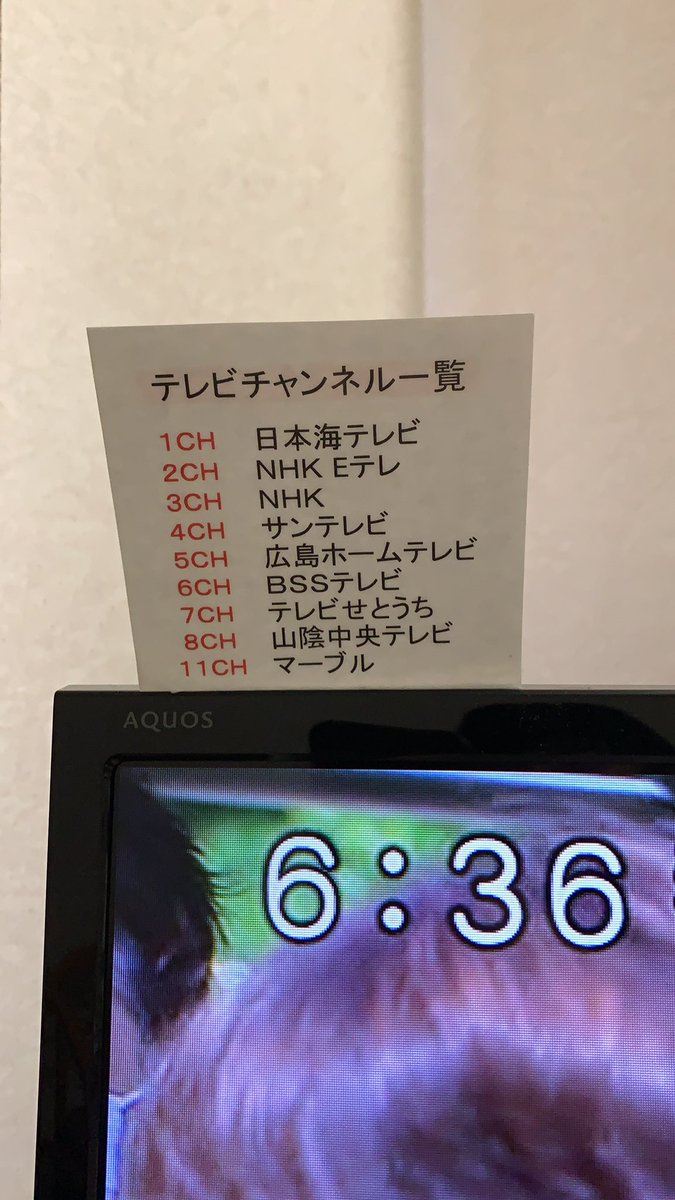 テレビチャンネル一覧
1CH 日本海テレビ
2CH NHK Eテレ
3CH NHK
4CH サンテレビ
5CH 広島ホームテレビ
6CH BSSテレビ
7CH テレビせとうち
8CH 山陰中央テレビ
11CH マーブル
AQUOS
6:36